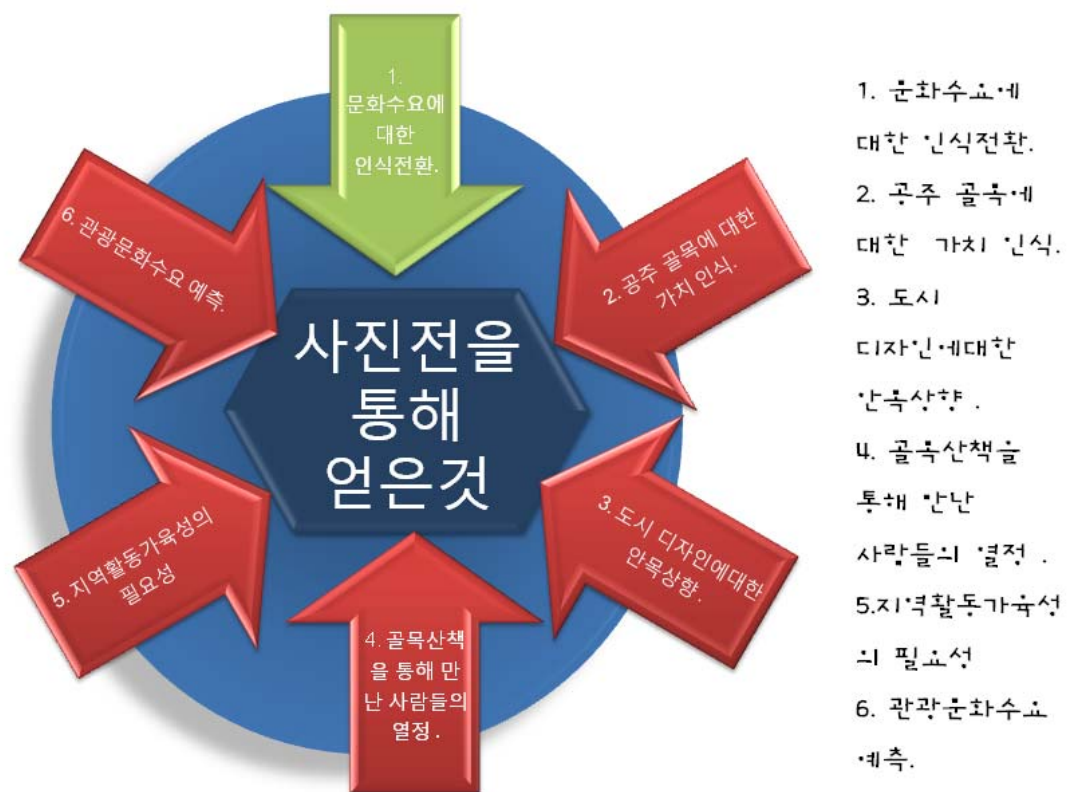 1.
문화수요에
대한
인식전환.
2. 공주 골목에 대한
가치 인식.
3. 도시 디자인에대한
안목상향 .
4. 골목산책
을 통해 만
난 사람들의
열정 .
5. 지역활동가육성의
필요성
6. 관광문화수요 예측.
사진전을
통해
얻은것
1. 문화수요에
대한 인식전환.
2. 공주 골목에
대한 가치 인식.
3. 도시
디자인에대한
안목상향 .
4. 골목산책을
통해 만난
사람들의 열정 .
5.지역활동가육성
의 필요성
6. 관광문화수요
예측.